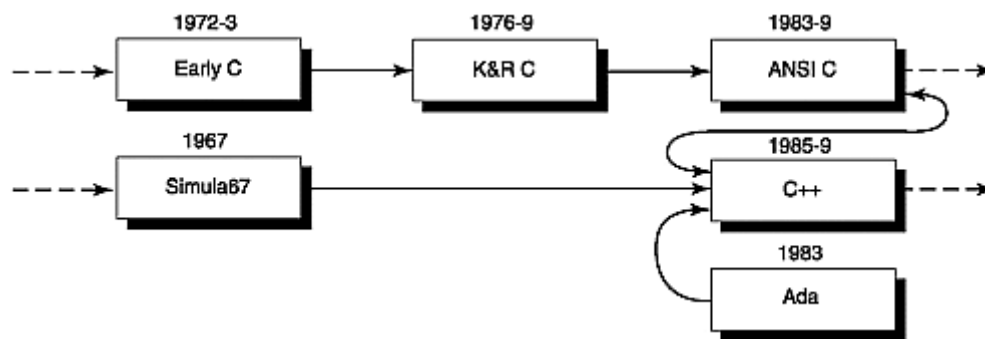 1972-3
1976-9
1983-9
Early C
K&R C
ANSI C
1967
1985-9
Simula67
C++
1983
Ada